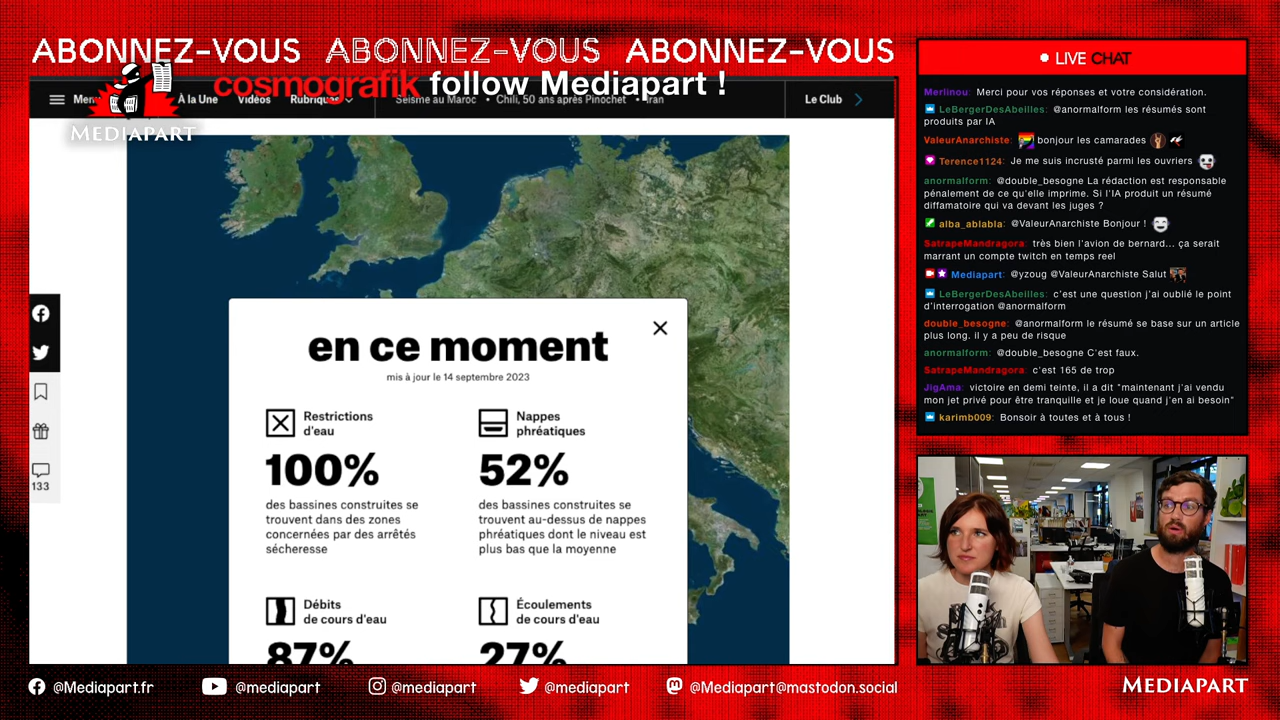 ABONNEZ-VOUS ABONNEZ-VOUS ABONNEZ-VOUS
cosmografik follow Mediapart !
À la Une Vidéos Rubriques Séisme au Maroc • Chili, 50 ans après Pinochet • Iran Le Club
MEDIAPART
133
en ce moment
mis à jour le 14 septembre 2023
Restrictions
d'eau
100%
des bassines construites se
trouvent dans des zones
concernées par des arrêtés
sécheresse
Nappes
phréatiques
52%
des bassines construites se
trouvent au-dessus de nappes
phréatiques dont le niveau est
plus bas que la moyenne
Débits
de cours d'eau
87%
Écoulements
de cours d'eau
27%
LIVE CHAT
Merlinou: Merci pour vos réponses et votre considération.
LeBergerDesAbeilles: @anormalform les résumés sont
produits par IA
ValeurAnarchiste: bonjour les camarades
Terence1124: Je me suis incrusté parmi les ouvriers
anormalform: @double_besogne La rédaction est responsable
pénalement de ce qu'elle imprime. Si l'IA produit un résumé
diffamatoire qui va devant les juges ?
alba_ablabla: @ValeurAnarchiste Bonjour !
SatrapeMandragora: très bien l'avion de bernard... ça serait
marrant un compte twitch en temps reel
Mediapart: @yzoug @ValeurAnarchiste Salut
LeBergerDesAbeilles: c'est une question j'ai oublié le point
d'interrogation @anormalform
double_besogne: @anormalform le résumé se base sur un article
plus long. il y a peu de risque
anormalform: @double_besogne C'est faux.
SatrapeMandragora: c'est 165 de trop
JigAma: victoire en demi teinte, il a dit "maintenant j'ai vendu
mon jet privé pour être tranquille et je loue quand j'en ai besoin"
karimb009: Bonsoir à toutes et à tous !
@Mediapart.fr @mediapart @mediapart @mediapart @Mediapart@mastodon.social MEDIAPART